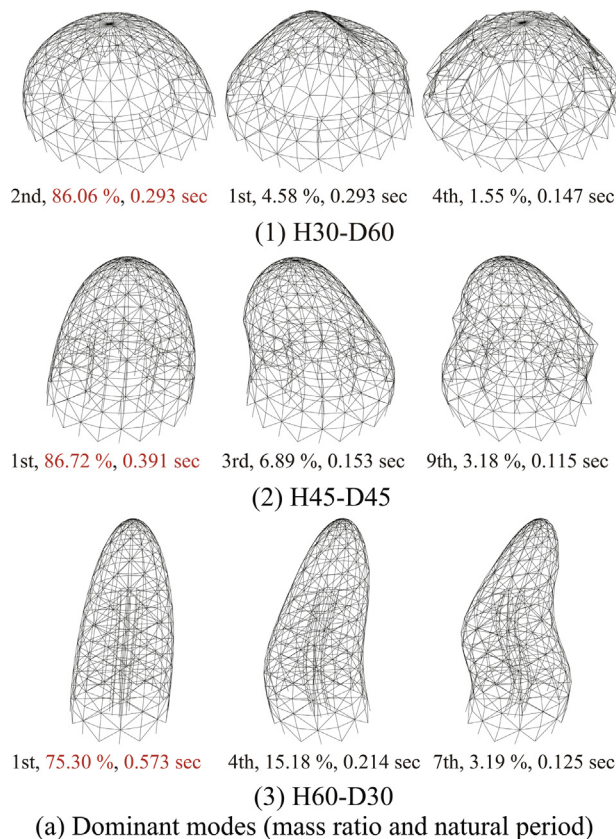 2nd, 86.06 %, 0.293 sec 1st, 4.58 %, 0.293 sec 4th, 1.55 %, 0.147 sec
(1) H30-D60
1st, 86.72 %, 0.391 sec 3rd, 6.89 %, 0.153 sec 9th, 3.18 %, 0.115 sec
(2) H45-D45
1st, 75.30 %, 0.573 sec 4th, 15.18 %, 0.214 sec 7th, 3.19 %, 0.125 sec
(3) H60-D30
(a) Dominant modes (mass ratio and natural period)